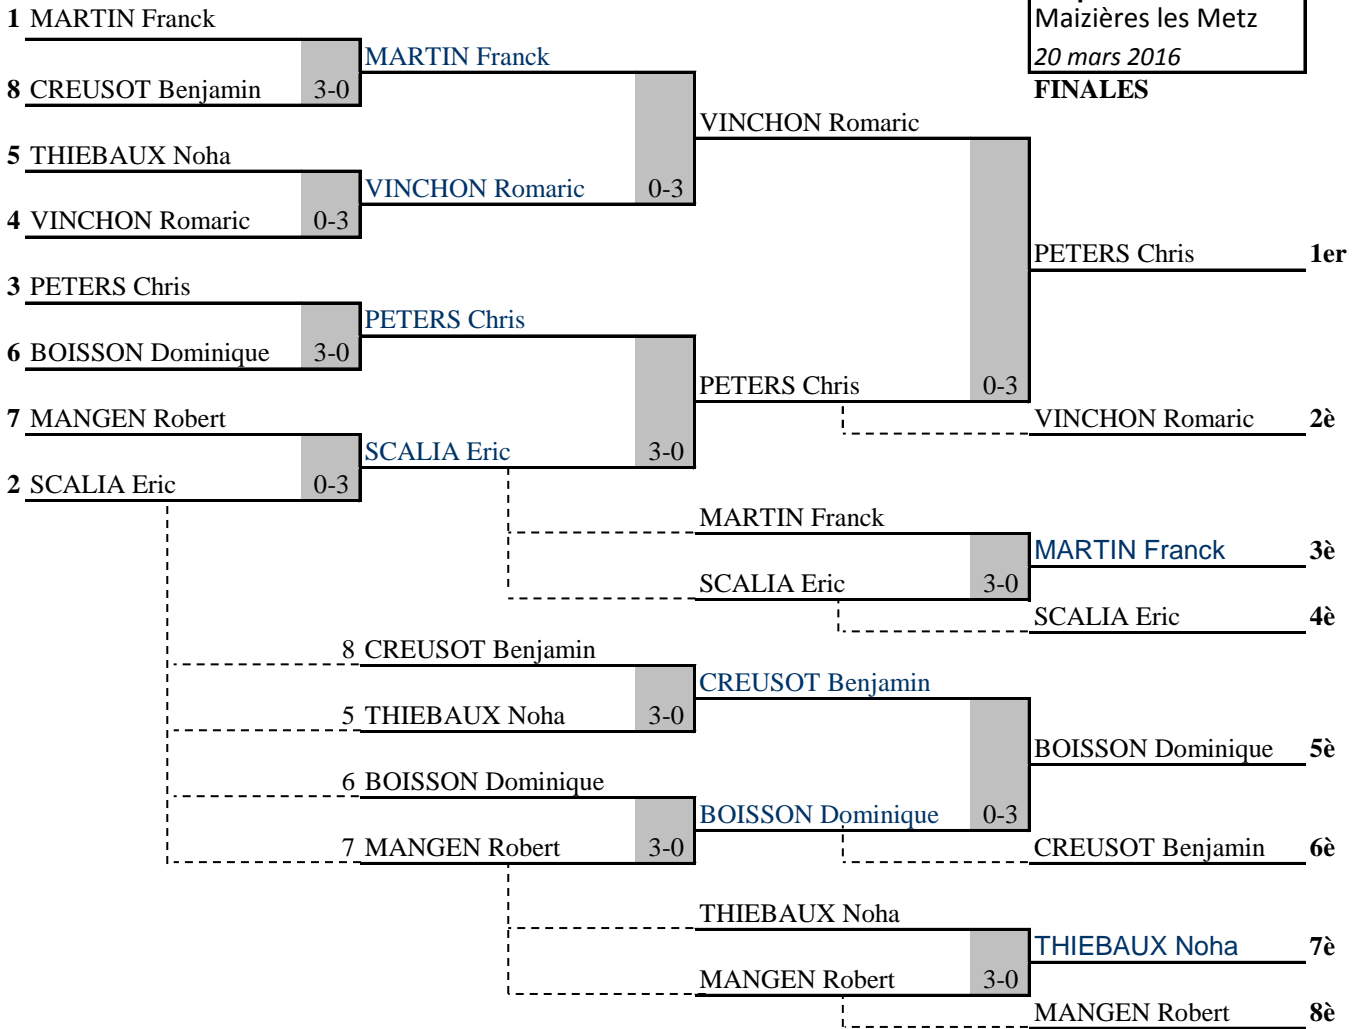 1 MARTIN Franck
Maizières les Metz
MARTIN Franck
20 mars 2016
8 CREUSOT Benjamin 3-0
FINALES
VINCHON Romaric
5 THIEBAUX Noha
VINCHON Romaric 0-3
4 VINCHON Romaric 0-3
PETERS Chris 1er
3 PETERS Chris
PETERS Chris
6 BOISSON Dominique 3-0
PETERS Chris 0-3
7 MANGEN Robert
VINCHON Romaric 2è
SCALIA Eric 3-0
2 SCALIA Eric 0-3
MARTIN Franck
MARTIN Franck 3è
SCALIA Eric 3-0
SCALIA Eric 4è
8 CREUSOT Benjamin
CREUSOT Benjamin
5 THIEBAUX Noha 3-0
BOISSON Dominique 5è
6 BOISSON Dominique
BOISSON Dominique 0-3
7 MANGEN Robert 3-0
CREUSOT Benjamin 6è
THIEBAUX Noha
THIEBAUX Noha 7è
MANGEN Robert 3-0
MANGEN Robert 8è